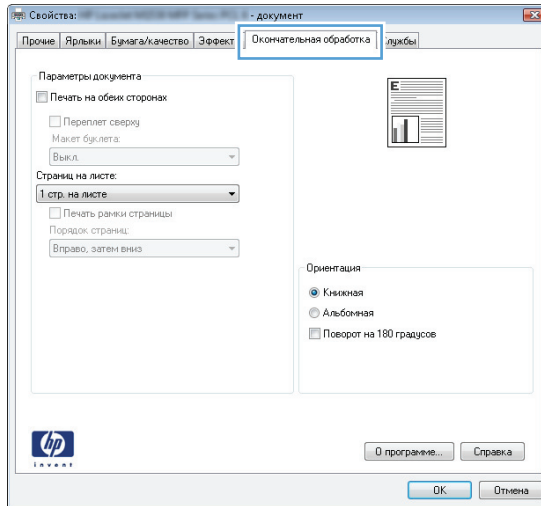 Свойства: - документ
Прочие Ярлыки Бумага/качество Эффект Окончательная обработка лужбы
Параметры документа
Печать на обеих сторонах
Переплет сверху
Макет буклета:
Выкл.
Страниц на листе:
1 стр. на листе
Печать рамки страницы
Порядок страниц:
Вправо, затем вниз
E
Ориентация
Книжная
Альбомная
Поворот на 180 градусов
hp
invent
О программе... Справка
OK Отмена